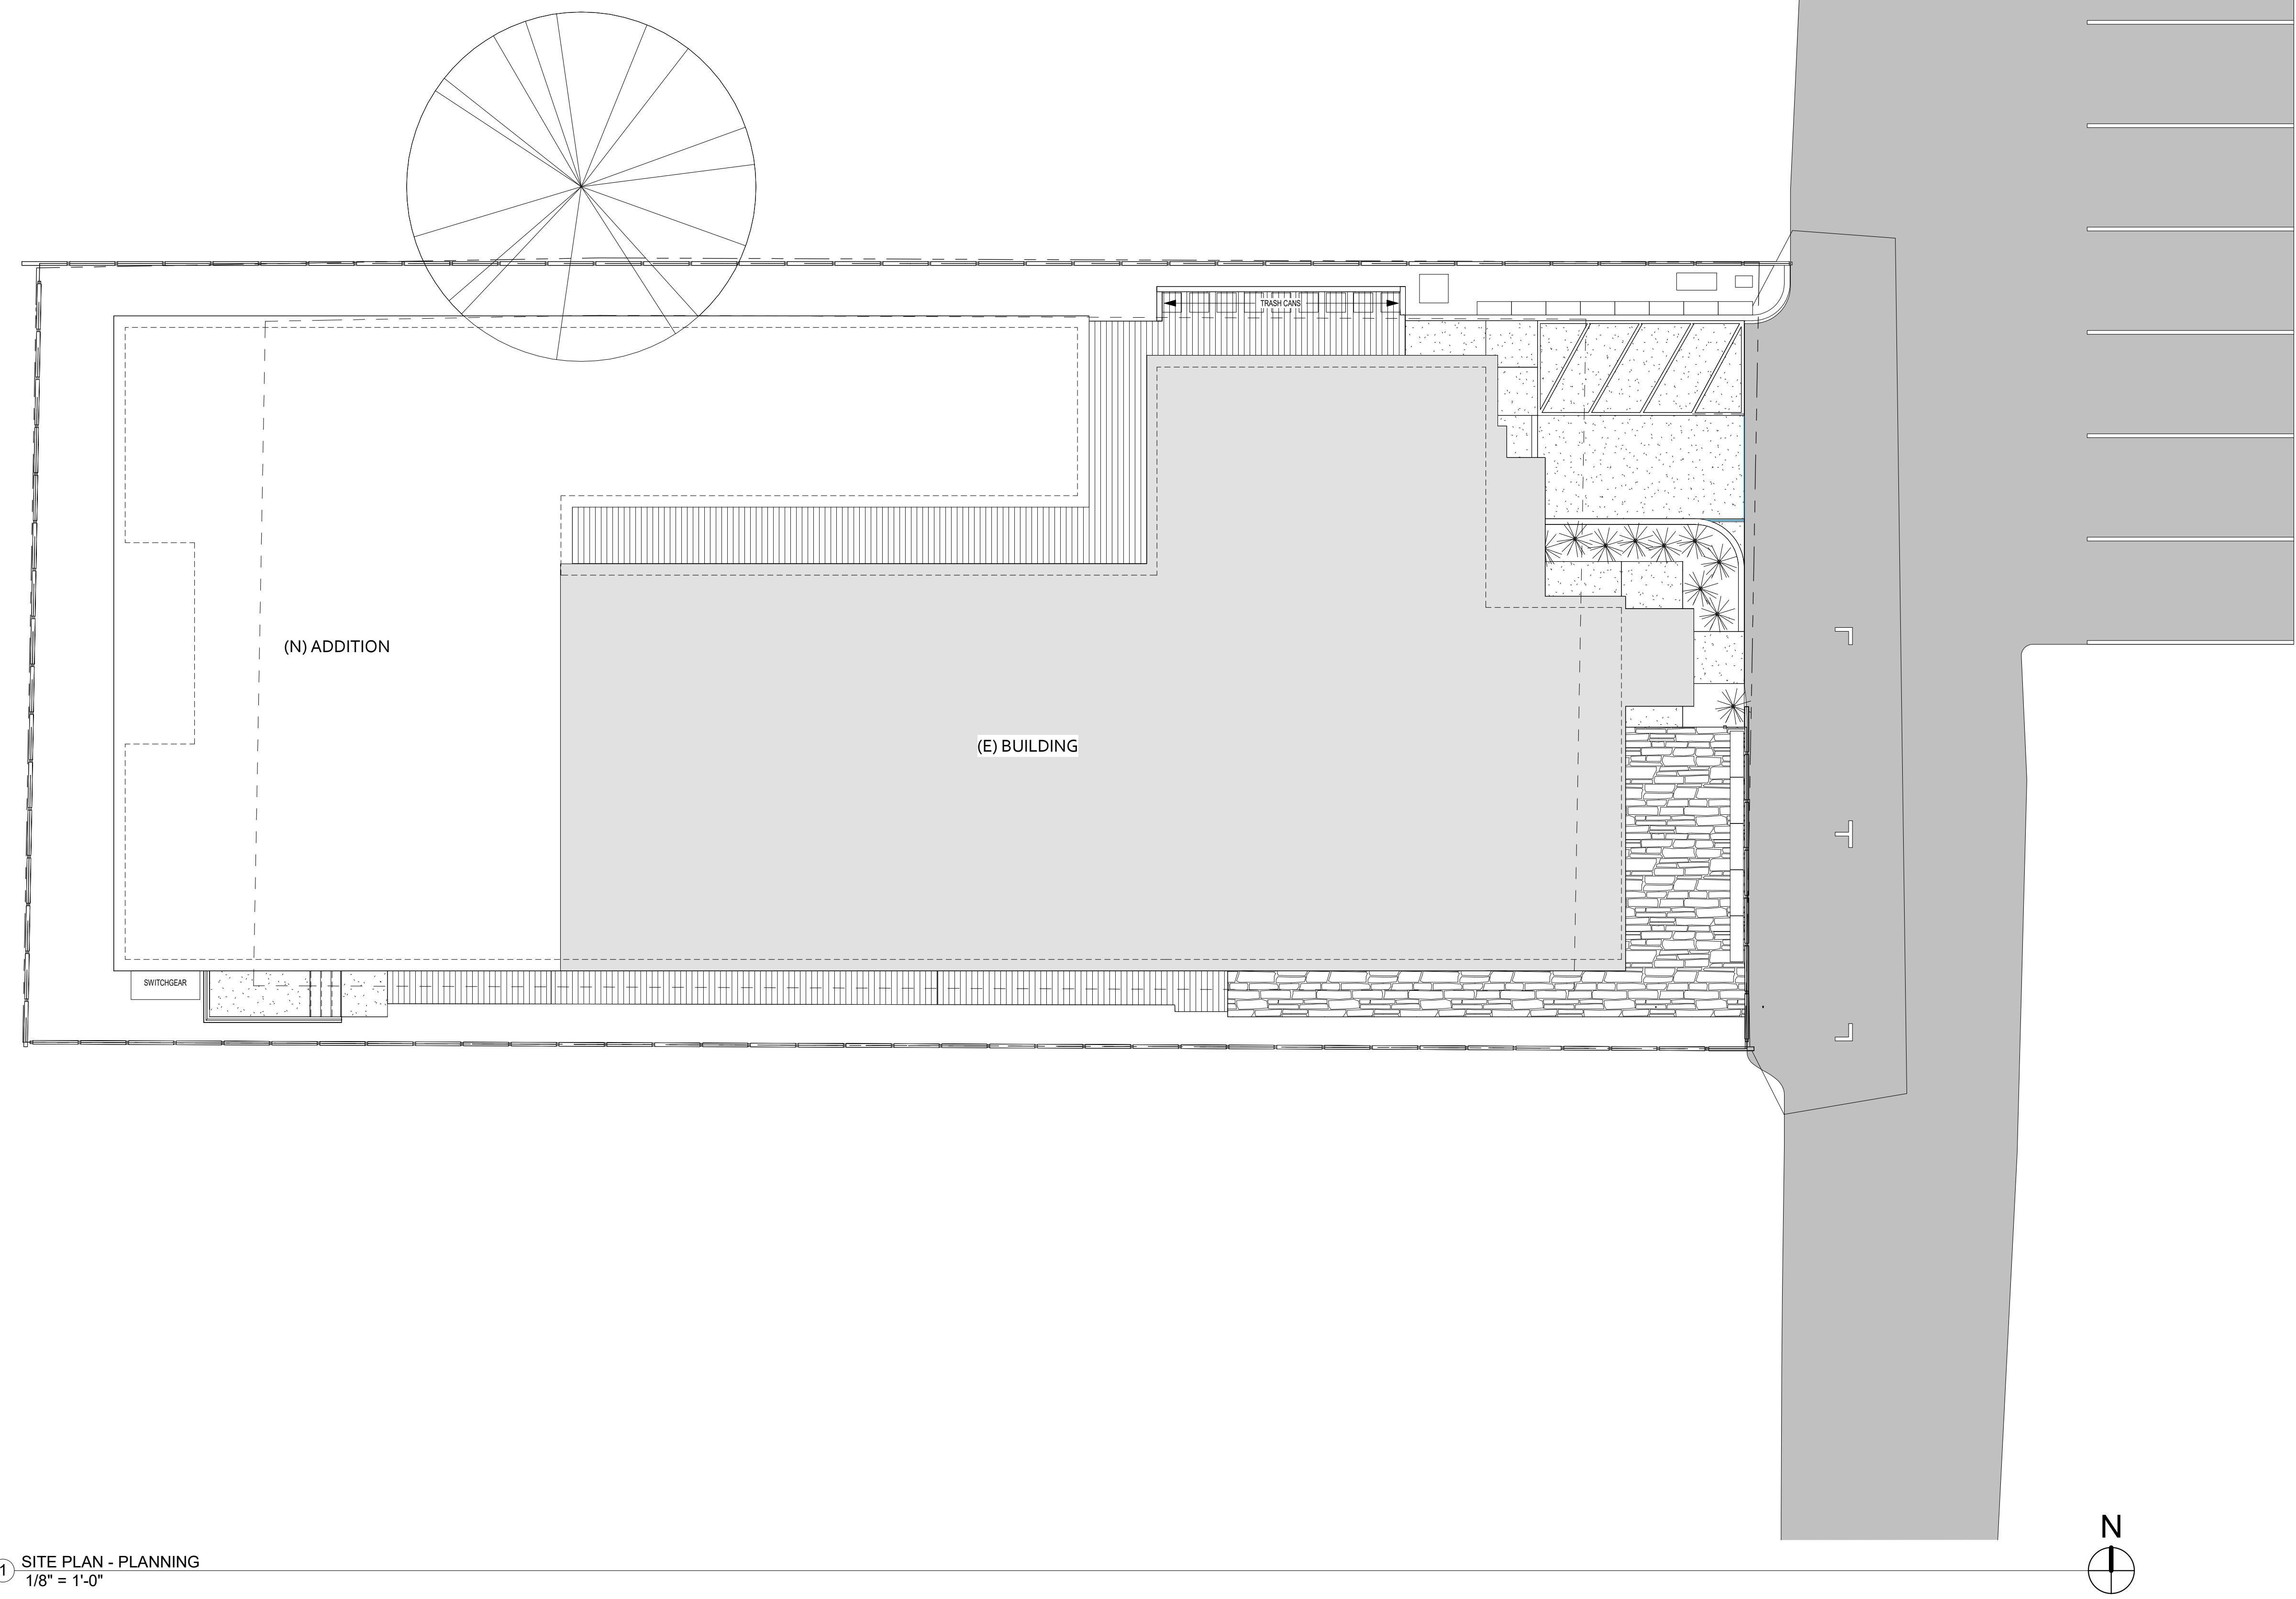 TRASH CANS
(N) ADDITION
(E) BUILDING
SWITCHGEAR
N
1
SITE PLAN - PLANNING
1/8" = 1'-0"